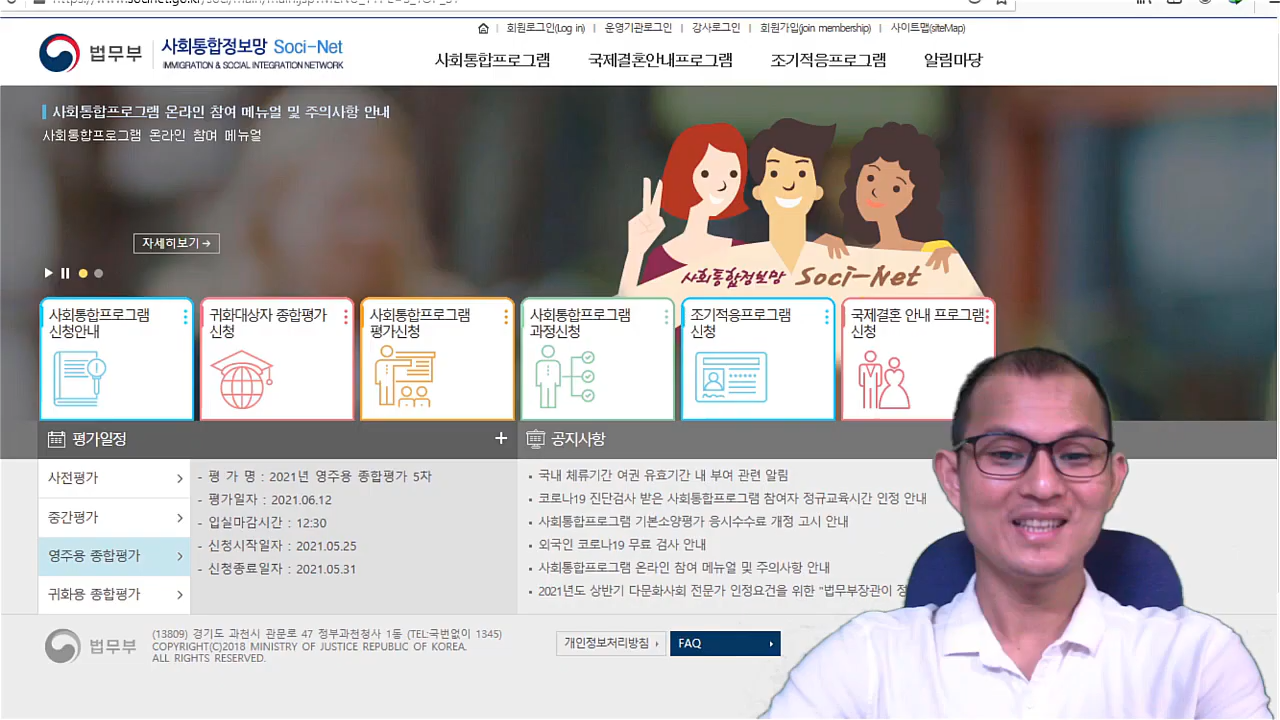 회원로그인(Log in) | 운영기관로그인 | 강사로그인 | 회원가입(join membership) | 사이트맵(siteMap)
법무부
사회통합정보망 Soci-Net
IMMIGRATION & SOCIAL INTEGRATION NETWORK
사회통합프로그램 국제결혼안내프로그램 조기적응프로그램 알림마당
사회통합프로그램 온라인 참여 메뉴얼 및 주의사항 안내
사회통합프로그램 온라인 참여 메뉴얼
자세히보기
사회통합정보망 Soci-Net
사회통합프로그램
신청안내
귀화대상자 종합평가
신청
사회통합프로그램
평가신청
사회통합프로그램
과정신청
조기적응프로그램
신청
국제결혼 안내 프로그램
신청
평가일정 +
사전평가
중간평가
영주용 종합평가
귀화용 종합평가
- 평 가 명 : 2021년 영주용 종합평가 5차
- 평가일자 : 2021.06.12
- 입실마감시간 : 12:30
- 신청시작일자 : 2021.05.25
- 신청종료일자 : 2021.05.31
공지사항
국내 체류기간 여권 유효기간 내 부여 관련 알림
코로나19 진단검사 받은 사회통합프로그램 참여자 정규교육시간 인정 안내
사회통합프로그램 기본소양평가 응시수수료 개정 고시 안내
외국인 코로나19 무료 검사 안내
사회통합프로그램 온라인 참여 메뉴얼 및 주의사항 안내
2021년도 상반기 다문화사회 전문가 인정요건을 위한 "법무부장관이 정
법무부
(13809) 경기도 과천시 관문로 47 정부과천청사 1동 (TEL:국번없이 1345)
COPYRIGHT(C)2018 MINISTRY OF JUSTICE REPUBLIC OF KOREA.
ALL RIGHTS RESERVED.
개인정보처리방침
FAQ